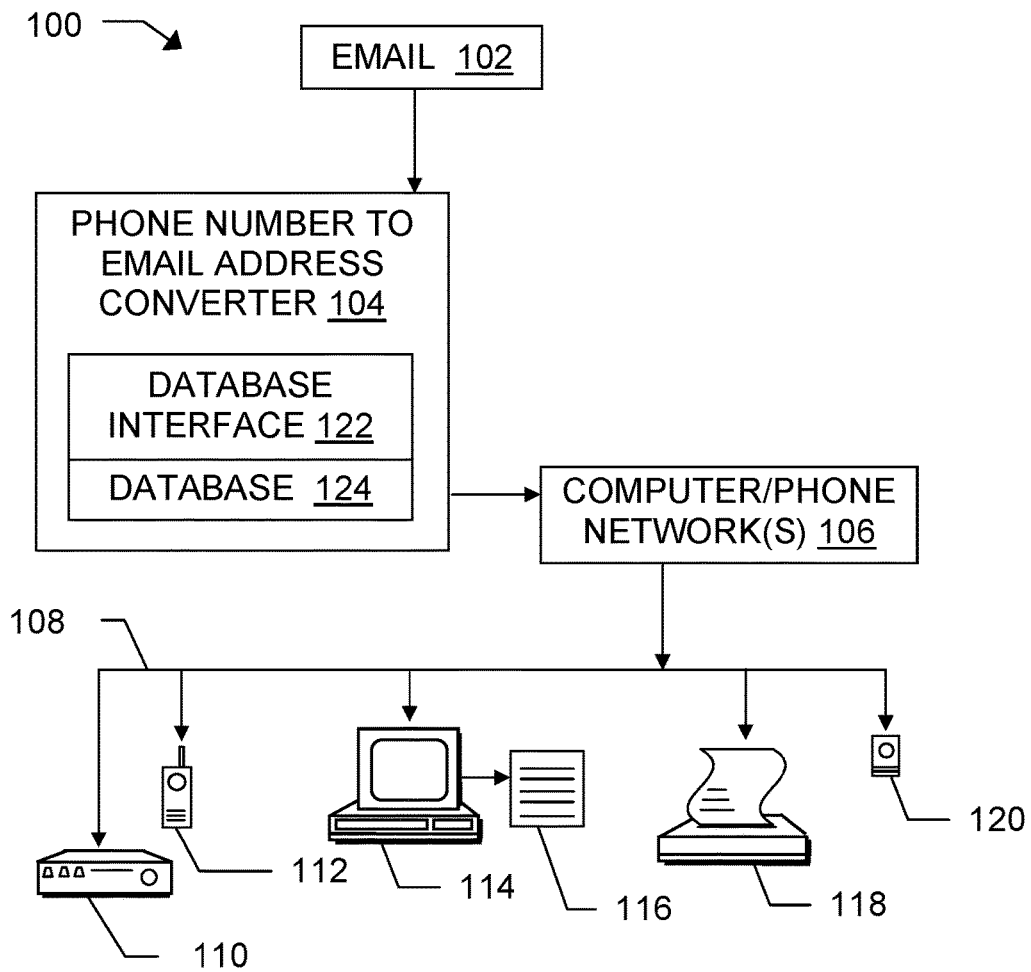 100
EMAIL 102
PHONE NUMBER TO
EMAIL ADDRESS
CONVERTER 104
DATABASE
INTERFACE 122
DATABASE 124
COMPUTER/PHONE
NETWORK(S) 106
108
110
112
114
116
118
120